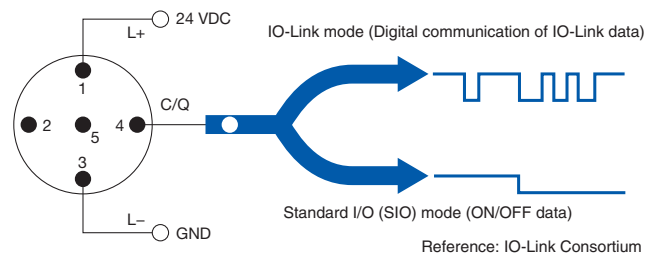 24 VDC
L+
IO-Link mode (Digital communication of IO-Link data)
1
C/Q
2
5
4
3
L−
GND
Standard I/O (SIO) mode (ON/OFF data)
Reference: IO-Link Consortium